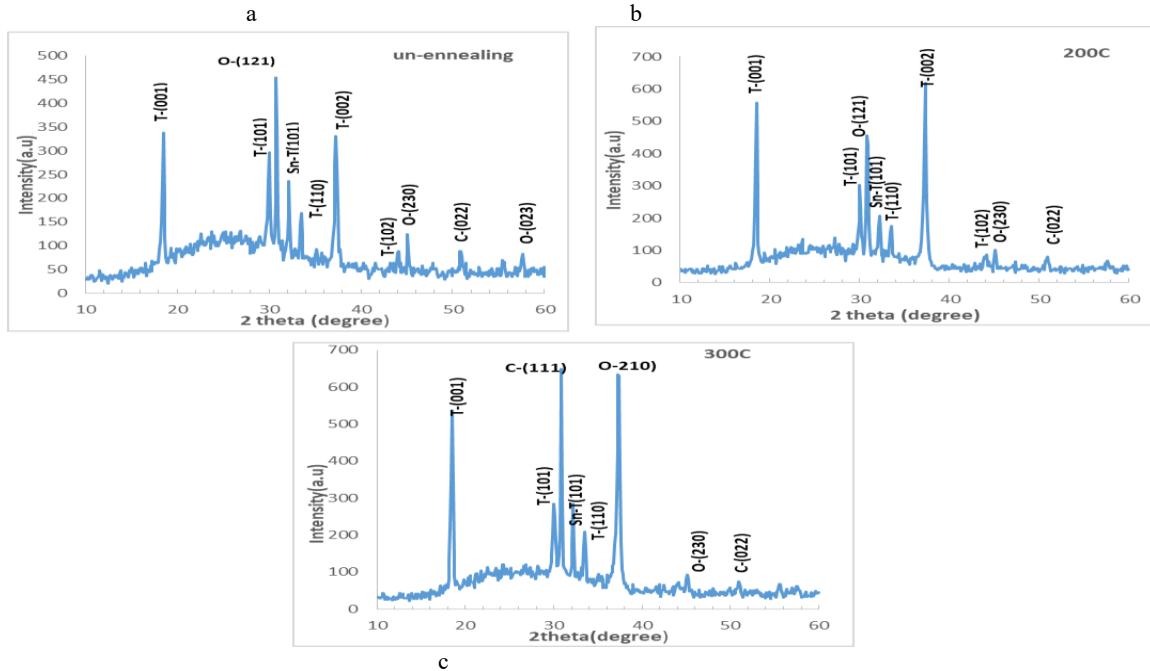 a
un-ennealing
Intensity(a.u)
500
450
400
350
300
250
200
150
100
50
0
T-(001)
O-(121)
T-(101)
Sn-T(101)
T-(110)
T-(002)
T-(102)
O-(230)
C-(022)
O-(023)
10 20 30 40 50 60
2 theta (degree)
b
200C
Intensity(a.u)
700
600
500
400
300
200
100
0
T-(001)
T-(101)
O-(121)
Sn-T(101)
T-(110)
T-(002)
T-(102)
O-(230)
C-(022)
10 20 30 40 50 60
2 theta (degree)
300C
Intensity(a.u)
700
600
500
400
300
200
100
0
T-(001)
C-(111)
T-(101)
Sn-T(101)
T-(110)
O-210)
O-(230)
C-(022)
10 20 30 40 50 60
2theta(degree)
c